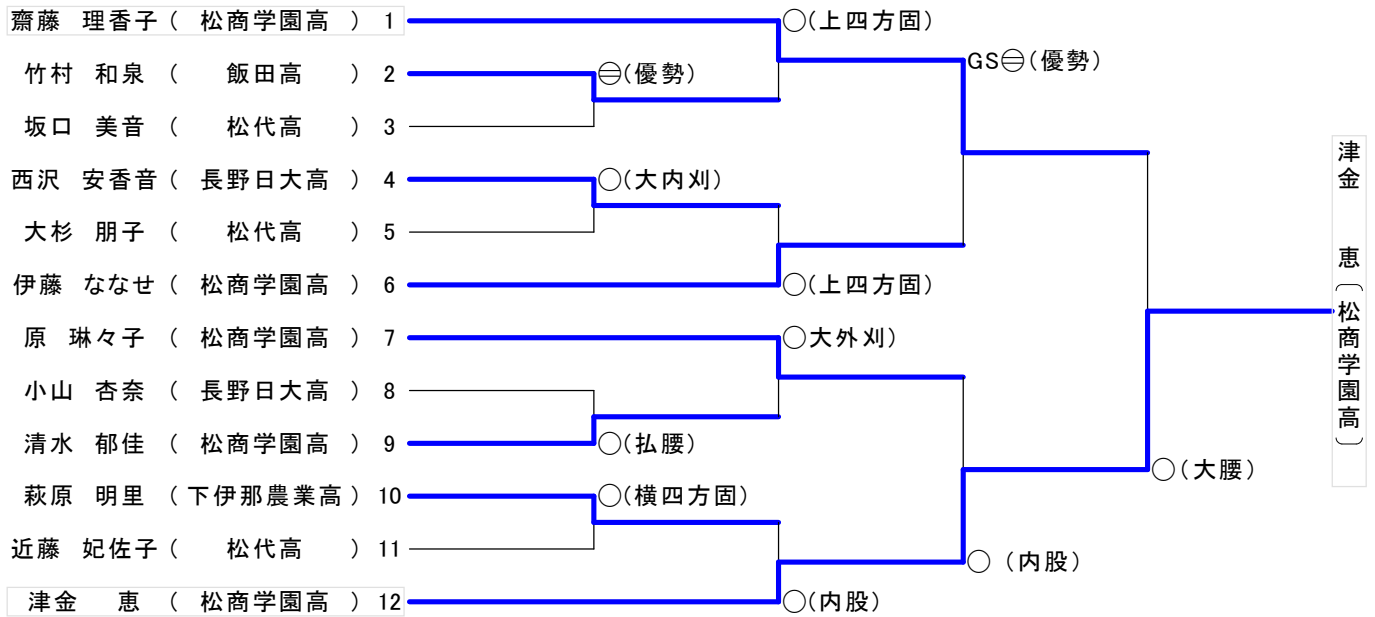 齋藤 理香子 ( 松商学園高 ) 1
○(上四方固)
GS㊀(優勢)
竹村 和泉 ( 飯田高 ) 2
㊀(優勢)
坂口 美音 ( 松代高 ) 3
西沢 安香音 ( 長野日大高 ) 4
○(大内刈)
大杉 朋子 ( 松代高 ) 5
伊藤 ななせ ( 松商学園高 ) 6
○(上四方固)
原 琳々子 ( 松商学園高 ) 7
○大外刈)
小山 杏奈 ( 長野日大高 ) 8
清水 郁佳 ( 松商学園高 ) 9
○(払腰)
萩原 明里 ( 下伊那農業高 ) 10
○(横四方固)
近藤 妃佐子 ( 松代高 ) 11
○(大腰)
○ (内股)
津金 恵 ( 松商学園高 ) 12
○(内股)
津金 恵(松商学園高)